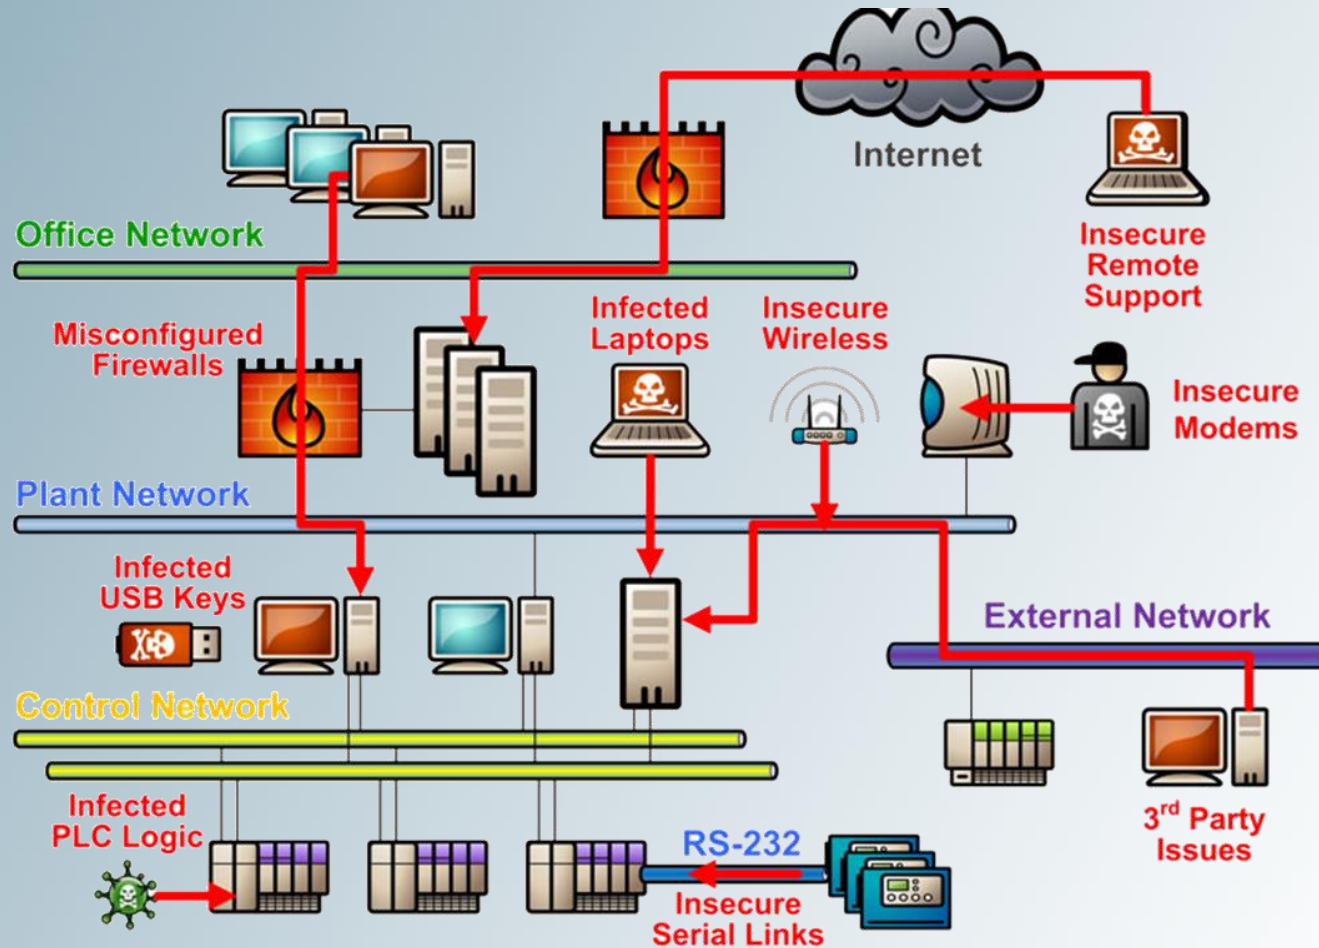 Internet
Office Network
Insecure
Remote
Support
Misconfigured
Firewalls
Infected
Laptops
Insecure
Wireless
Insecure
Modems
Plant Network
Infected
USB Keys
External Network
Control Network
Infected
PLC Logic
RS-232
Insecure
Serial Links
3rd Party
Issues